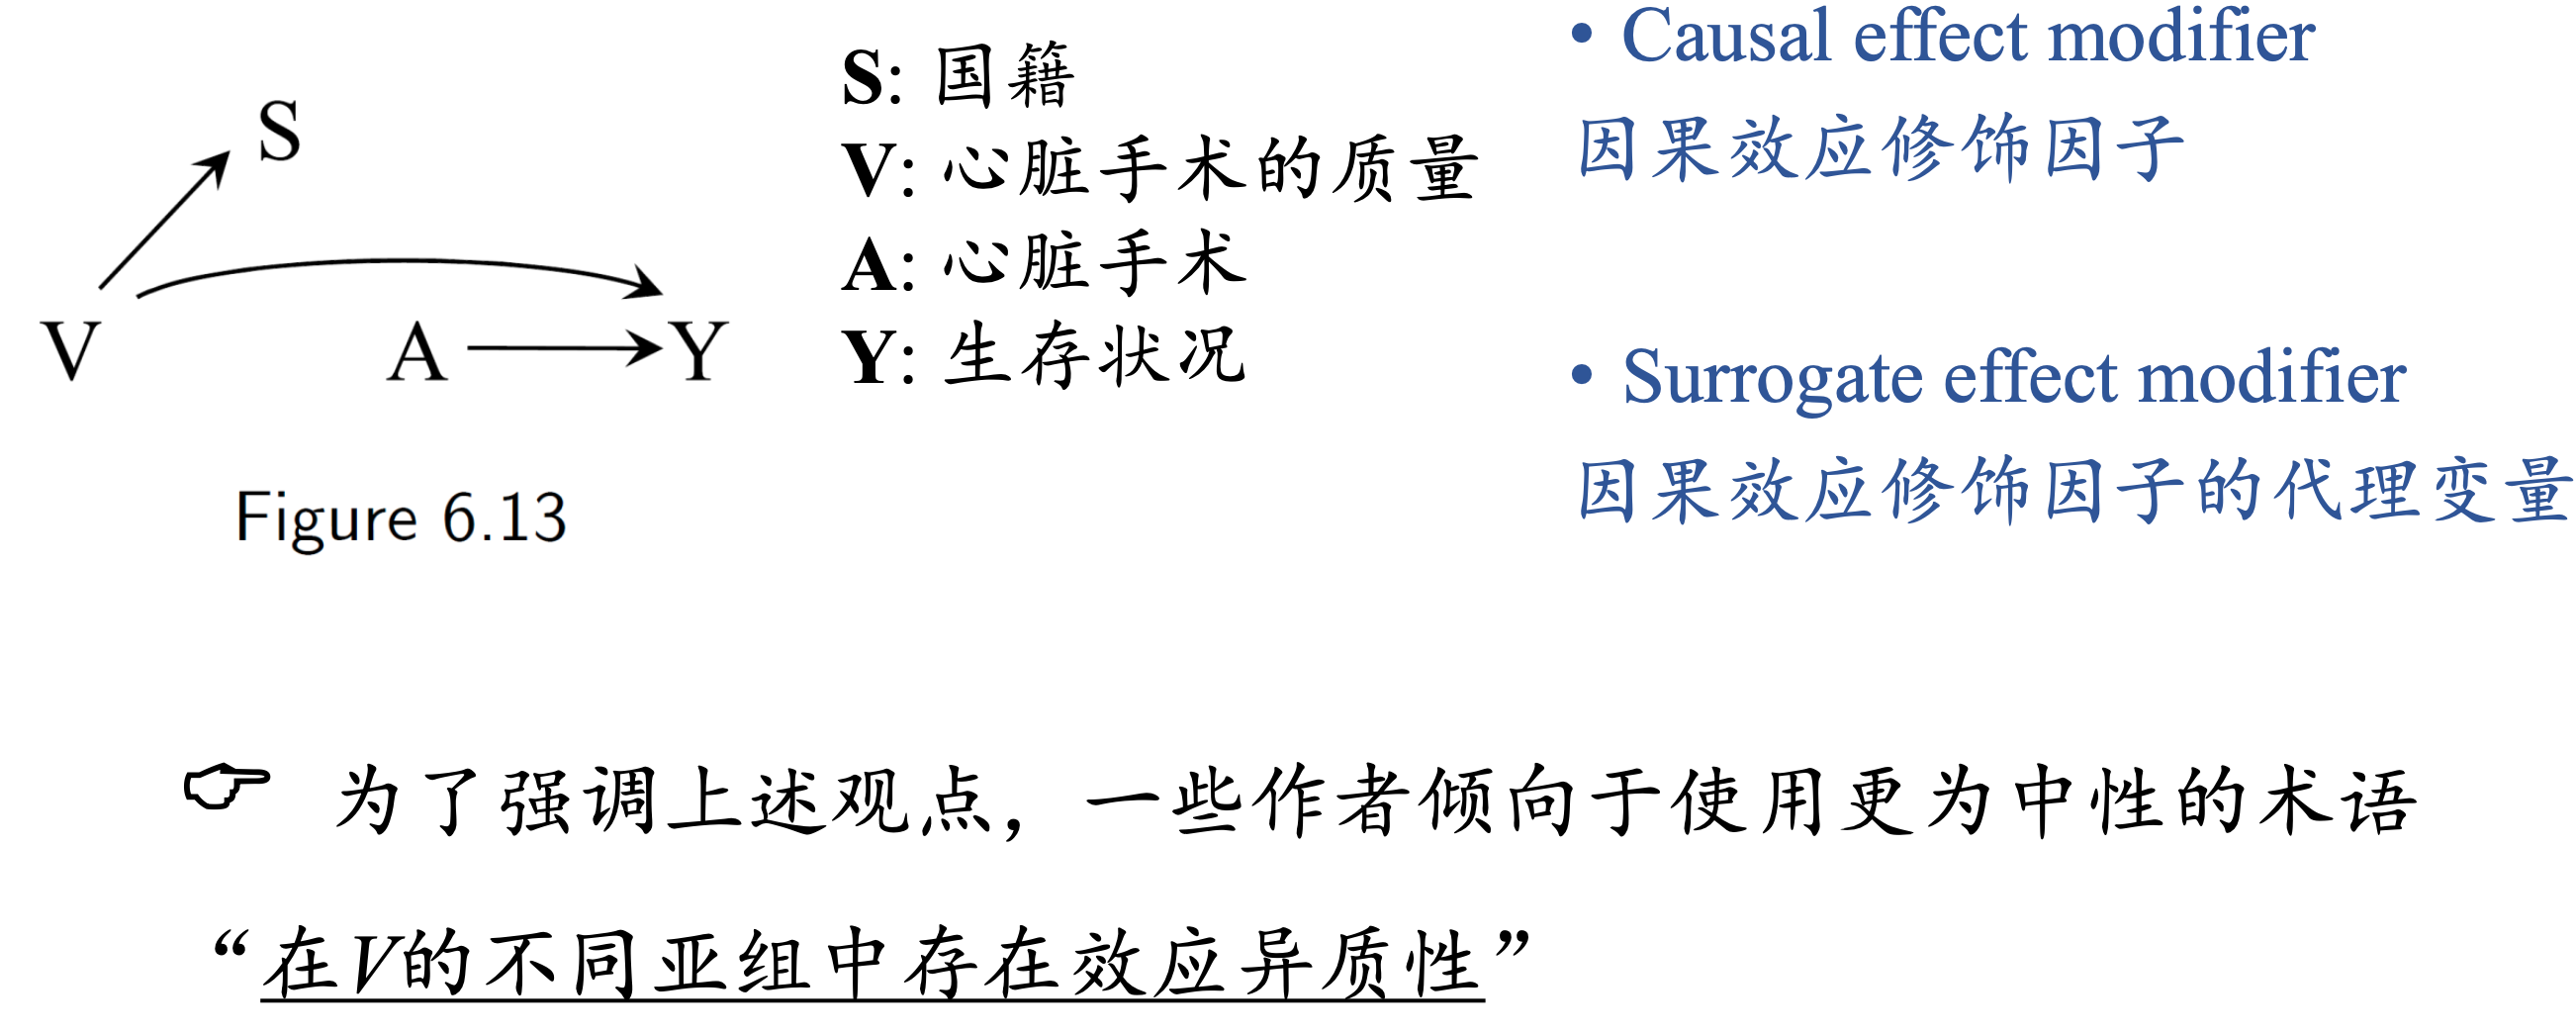 S
V
A
Y
Figure 6.13
S: 国籍
V: 心脏手术的质量
A: 心脏手术
Y: 生存状况
• Causal effect modifier
因果效应修饰因子
• Surrogate effect modifier
因果效应修饰因子的代理变量
☞ 为了强调上述观点，一些作者倾向于使用更为中性的术语
“在V的不同亚组中存在效应异质性”